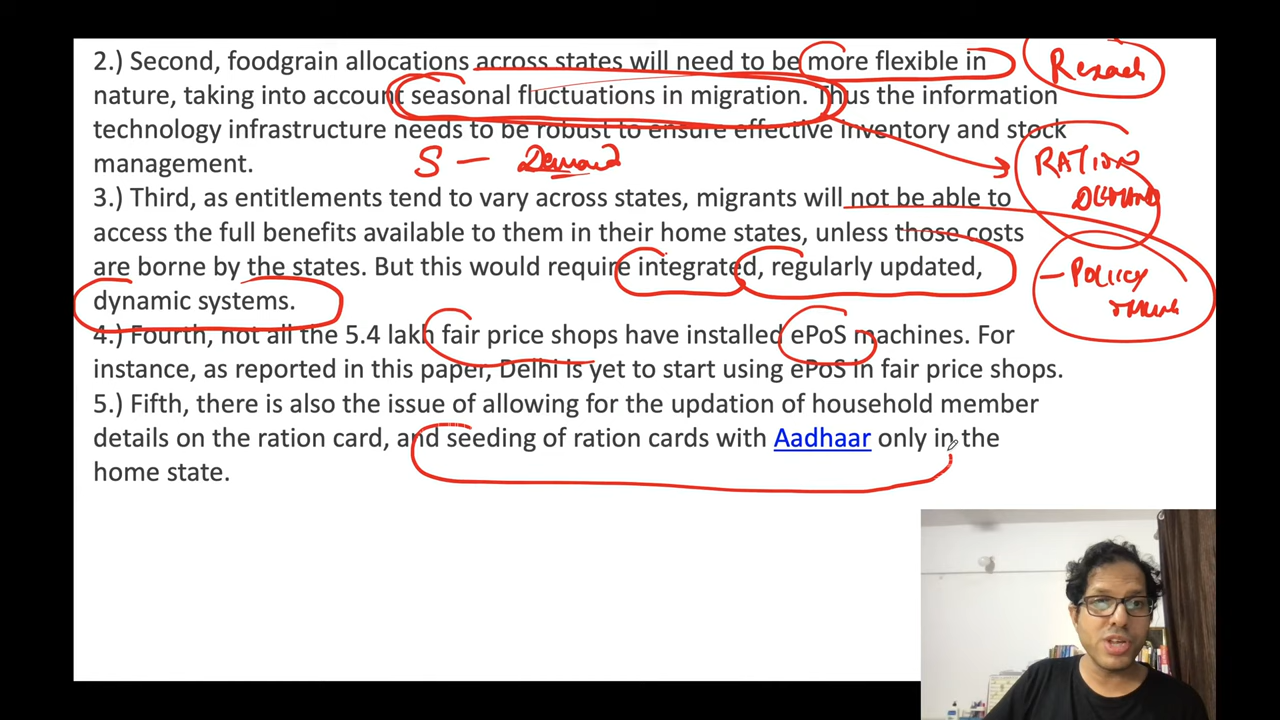 2.) Second, foodgrain allocations across states will need to be more flexible in
nature, taking into account seasonal fluctuations in migration. Thus the information
technology infrastructure needs to be robust to ensure effective inventory and stock
management.
S — Demand
3.) Third, as entitlements tend to vary across states, migrants will not be able to
access the full benefits available to them in their home states, unless those costs
are borne by the states. But this would require integrated, regularly updated,
dynamic systems.
4.) Fourth, not all the 5.4 lakh fair price shops have installed ePoS machines. For
instance, as reported in this paper, Delhi is yet to start using ePoS in fair price shops.
5.) Fifth, there is also the issue of allowing for the updation of household member
details on the ration card, and seeding of ration cards with Aadhaar only in the
home state.
RATION
DEMAND
— POLICY